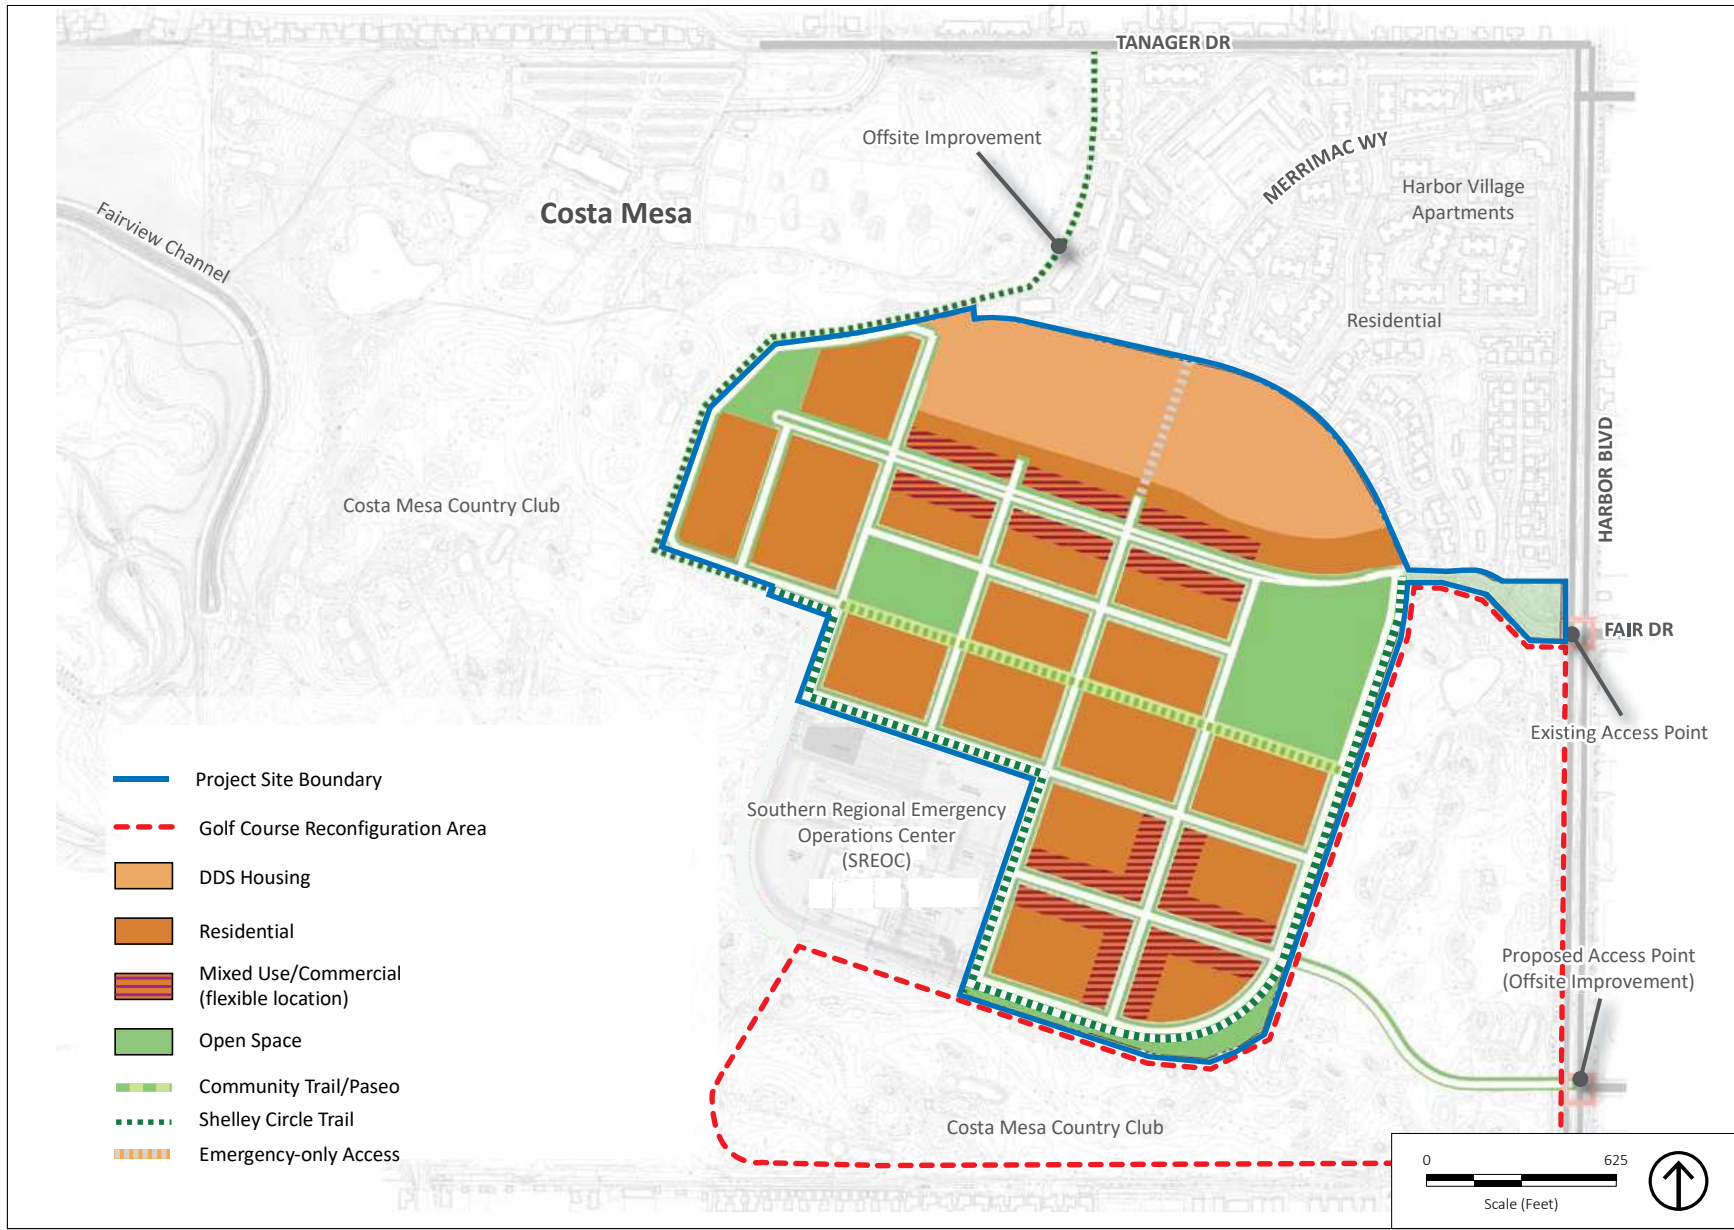 TANAGER DR
Offsite Improvement
MERRIMAC WY
Harbor Village
Apartments
Costa Mesa
Fairview Channel
Residential
HARBOR BLVD
Costa Mesa Country Club
FAIR DR
Existing Access Point
Project Site Boundary
Golf Course Reconfiguration Area
DDS Housing
Residential
Mixed Use/Commercial
(flexible location)
Open Space
Community Trail/Paseo
Shelley Circle Trail
Emergency-only Access
Southern Regional Emergency
Operations Center
(SREOC)
Proposed Access Point
(Offsite Improvement)
Costa Mesa Country Club
0 625
Scale (Feet)